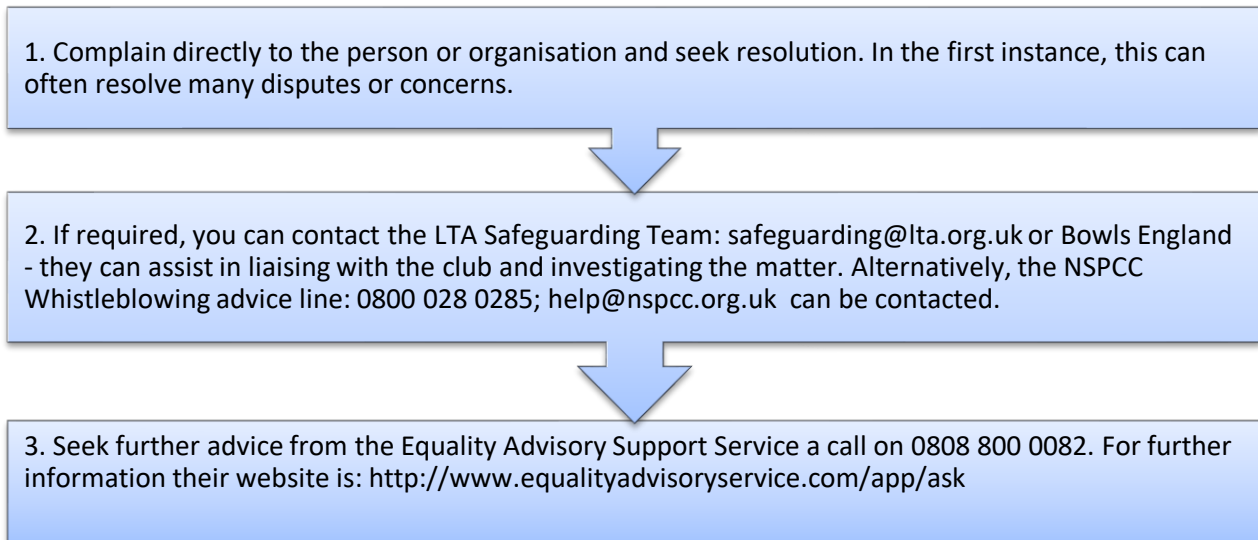 1. Complain directly to the person or organisation and seek resolution. In the first instance, this can
often resolve many disputes or concerns.
2. If required, you can contact the LTA Safeguarding Team: safeguarding@lta.org.uk or Bowls England
- they can assist in liaising with the club and investigating the matter. Alternatively, the NSPCC
Whistleblowing advice line: 0800 028 0285; help@nspcc.org.uk can be contacted.
3. Seek further advice from the Equality Advisory Support Service a call on 0808 800 0082. For further
information their website is: http://www.equalityadvisoryservice.com/app/ask